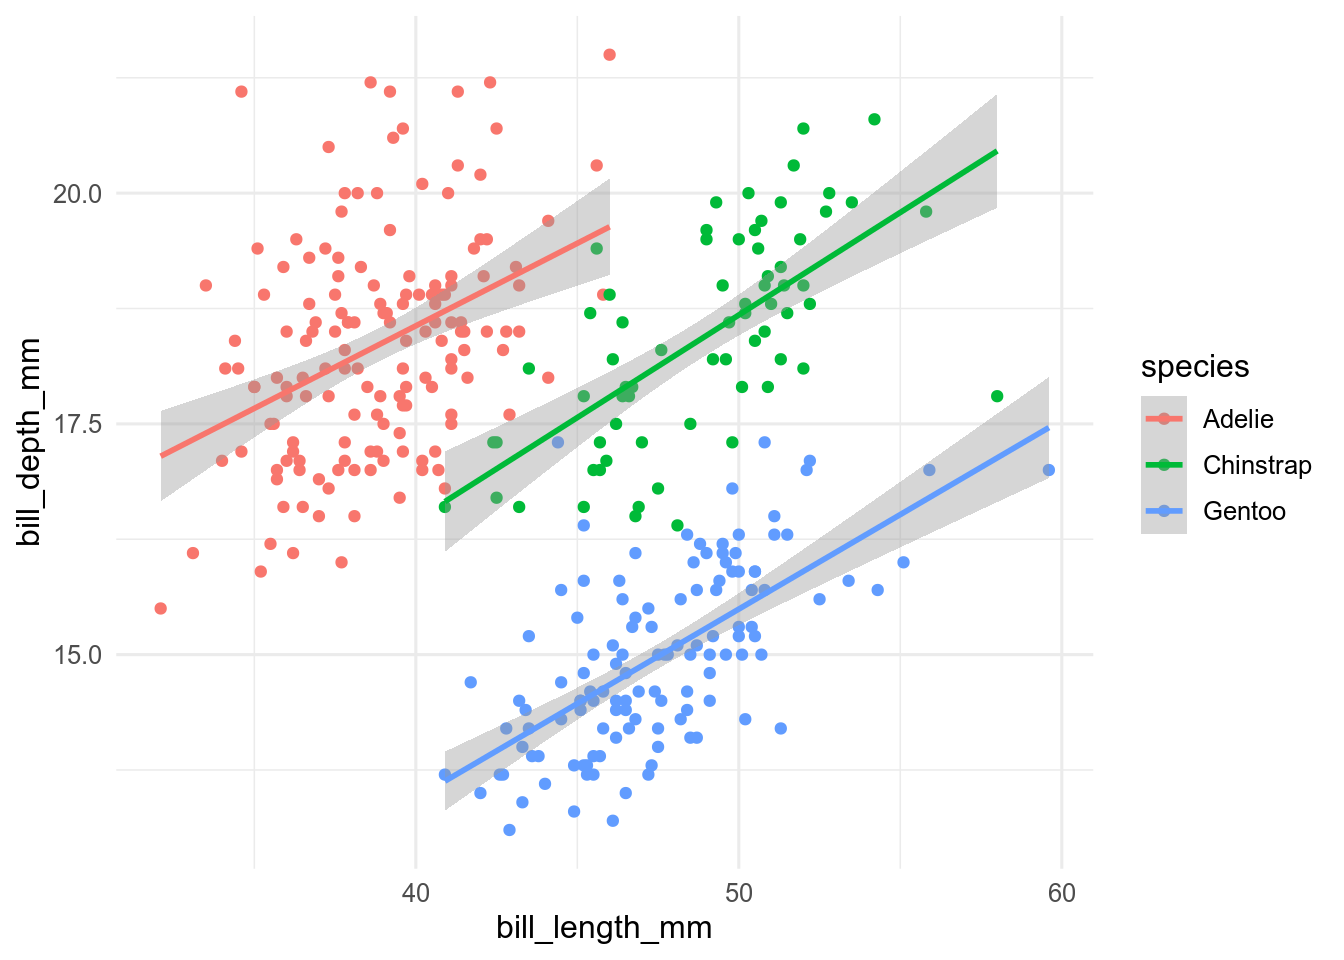 20.0
17.5
15.0
bill_depth_mm
40
50
60
bill_length_mm
species
Adelie
Chinstrap
Gentoo